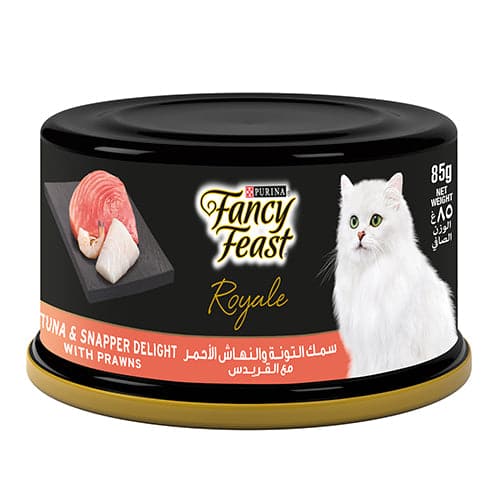 85g
NET
WEIGHT
٨٥ غ
الوزن
الصافي
PURINA
Fancy
Feast
Royale
TUNA & SNAPPER DELIGHT
WITH PRAWNS
سمك التونة والنهاش الأحمر
مع القريدس